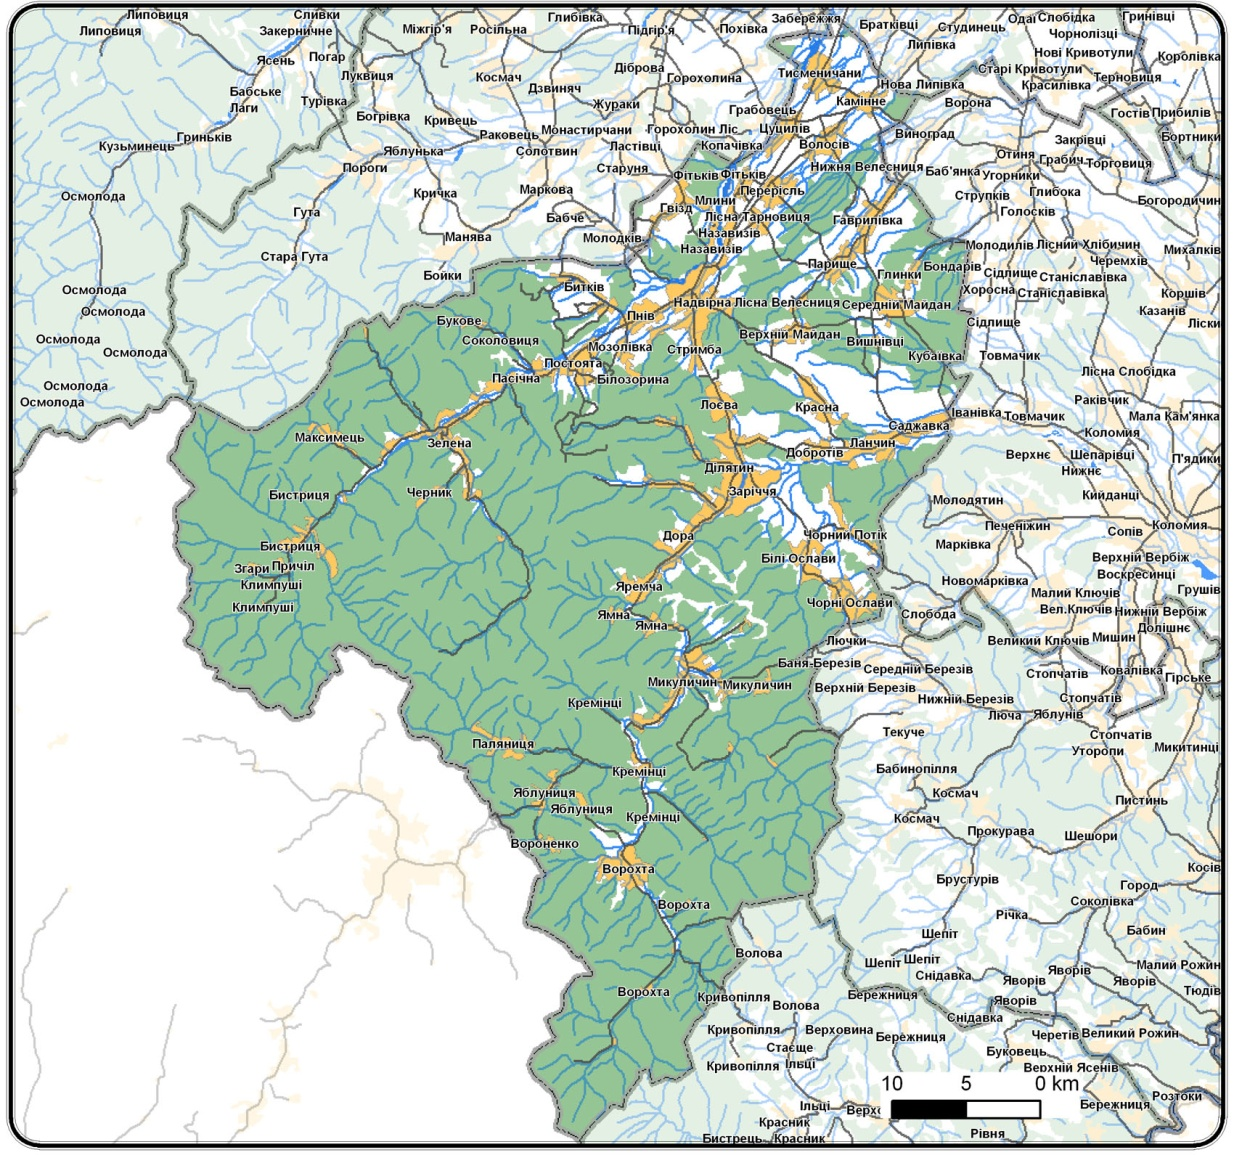 Липовиця
Сливки
Глибівка
Забережжя
Братківці
Студинець
Одаї
Слобідка
Гринівці
Липовиця
Закерничне
Міжгір'я
Росільна
Підгір'я
Похівка
Чорнолізці
Липівка
Нові Кривотули
Королівка
Ясень
Погар
Луквиця
Космач
Діброва
Горохолина
Тисменичани
Старі Кривотули
Терновиця
Нова Липівка
Красилівка
Бабське
Лаги
Турівка
Дзвиняч
Жураки
Грабовець
Камінне
Ворона
Гостів
Прибилів
Богрівка
Кривець
Раковець
Монастирчани
Горохолин Ліс
Цуцилів
Виноград
Гриньків
Кузьминець
Закрівці
Бортники
Яблунька
Солотвин
Ластівці
Копачівка
Волосів
Отиня
Грабич
Торговиця
Пороги
Старуня
Фітьків
Фітьків
Нижня Велесниця
Баб'янка
Угорники
Осмолода
Кричка
Маркова
Млини
Перерісль
Струпків
Глибока
Богородичин
Гута
Бабче
Гвізд
Лісна Тарновиця
Гаврилівка
Голосків
Манява
Молодків
Назавизів
Назавизів
Молодилів
Лісний Хлібичин
Михалків
Стара Гута
Бойки
Парище
Глинки
Бондарів
Сідлище
Черемхів
Станіславівка
Осмолода
Битків
Хоросна
Станіславівка
Коршів
Осмолода
Надвірна
Лісна Велесниця
Середній Майдан
Казанів
Букове
Пнів
Сідлище
Ліски
Осмолода
Соколовиця
Мозолівка
Стримба
Верхній Майдан
Вишнівці
Осмолода
Постоята
Кубаївка
Товмачик
Пасічна
Білозорина
Лісна Слобідка
Осмолода
Осмолода
Лоєва
Красна
Іванівка
Товмачик
Раківчик
Мала Кам'янка
Саджавка
Коломия
Максимець
Зелена
Ланчин
Добротів
Верхнє
Шепарівці
П'ядики
Ділятин
Нижнє
Бистриця
Черник
Заріччя
Молодятин
Кийданці
Печеніжин
Сопів
Коломия
Бистриця
Дора
Чорний Потік
Марківка
Білі Ослави
Верхній Вербіж
Згари
Причіл
Воскресинці
Климпуші
Яремча
Новомарківка
Малий Ключів
Грушів
Климпуші
Чорні Ослави
Слобода
Вел.Ключів
Нижній Вербіж
Ямна
Ямна
Долішнє
Лючки
Великий Ключів
Мишин
Баня-Березів
Середній Березів
Стопчатів
Ковалівка
Гірське
Микуличин
Микуличин
Верхній Березів
Нижній Березів
Стопчатів
Кремінці
Люча
Яблунів
Паляниця
Текуче
Стопчатів
Уторопи
Микитинці
Кремінці
Бабинопілля
Яблуниця
Яблуниця
Космач
Пистинь
Кремінці
Космач
Прокурава
Шешори
Вороненко
Ворохта
Брустурів
Косів
Город
Ворохта
Річка
Соколівка
Шепіт
Бабин
Волова
Шепіт
Шепіт
Малий Рожин
Снідавка
Яворів
Яворів
Яворів
Тюдів
Ворохта
Кривопілля
Волова
Бережниця
Яворів
Кривопілля
Верховина
Бережниця
Снідавка
Черетів
Великий Рожин
Стаєще
Буковець
Кривопілля
Ільці
Верхній Ясенів
10
5
0 km
Ільці
Верхо
Бережниця
Розтоки
Красник
Бистрець
Красник
Рівня